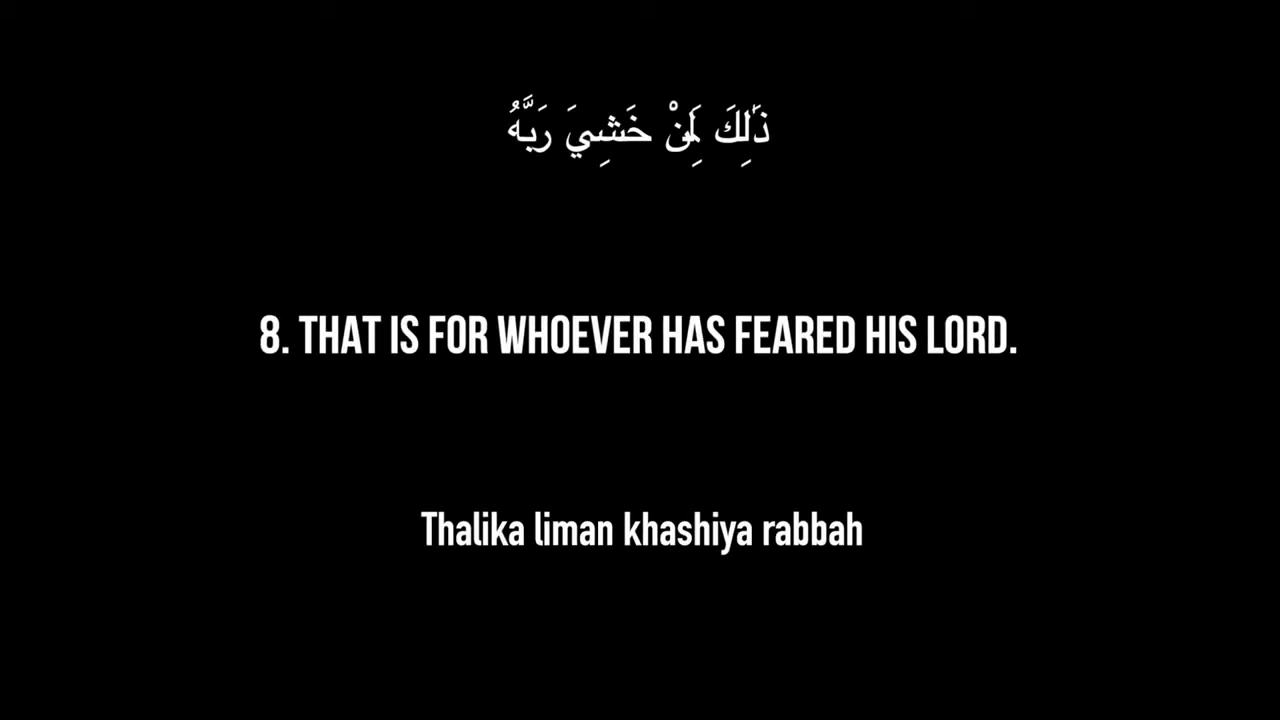 ذَٰلِكَ لِمَنْ خَشِيَ رَبَّهُ
8. THAT IS FOR WHOEVER HAS FEARED HIS LORD.
Thalika liman khashiya rabbah